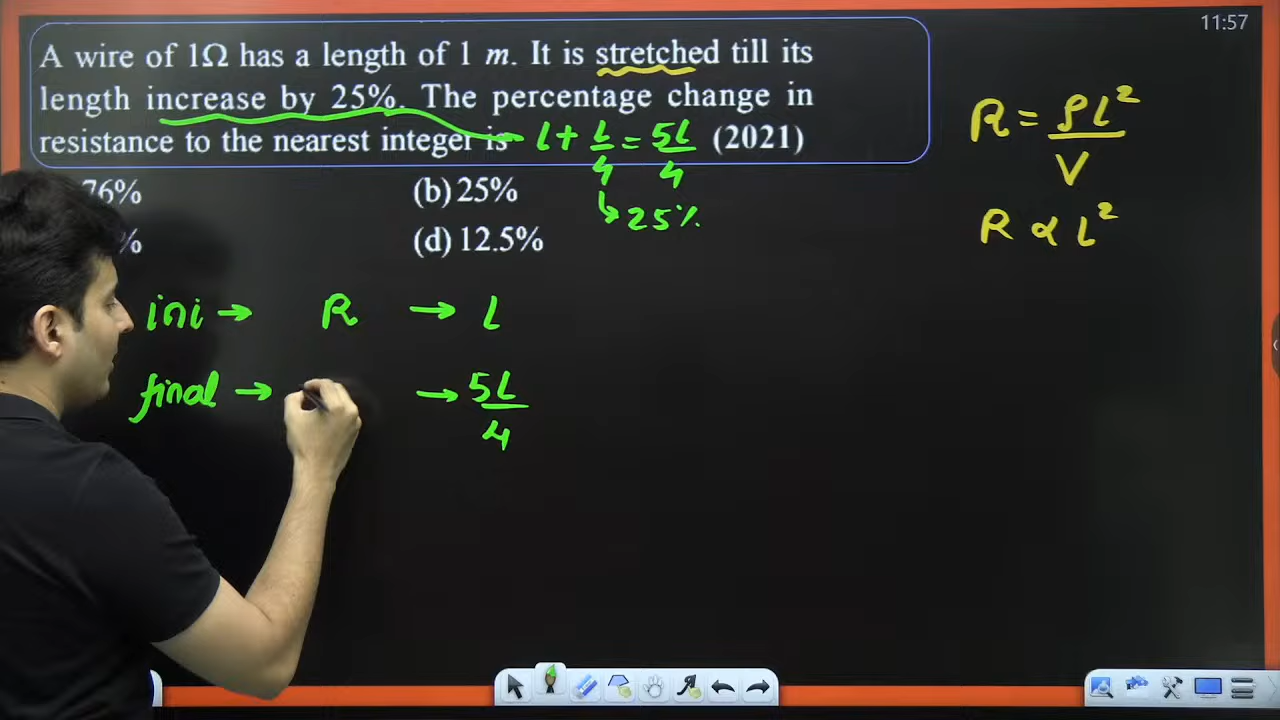 11:57
A wire of 1Ω has a length of 1 m. It is stretched till its
length increase by 25%. The percentage change in
resistance to the nearest integer is (2021)
L + L/4 = 5L/4
↳ 25%
76% (b) 25%
% (d) 12.5%
R = ρL²/V
R ∝ L²
ini → R → L
final → → 5L/4